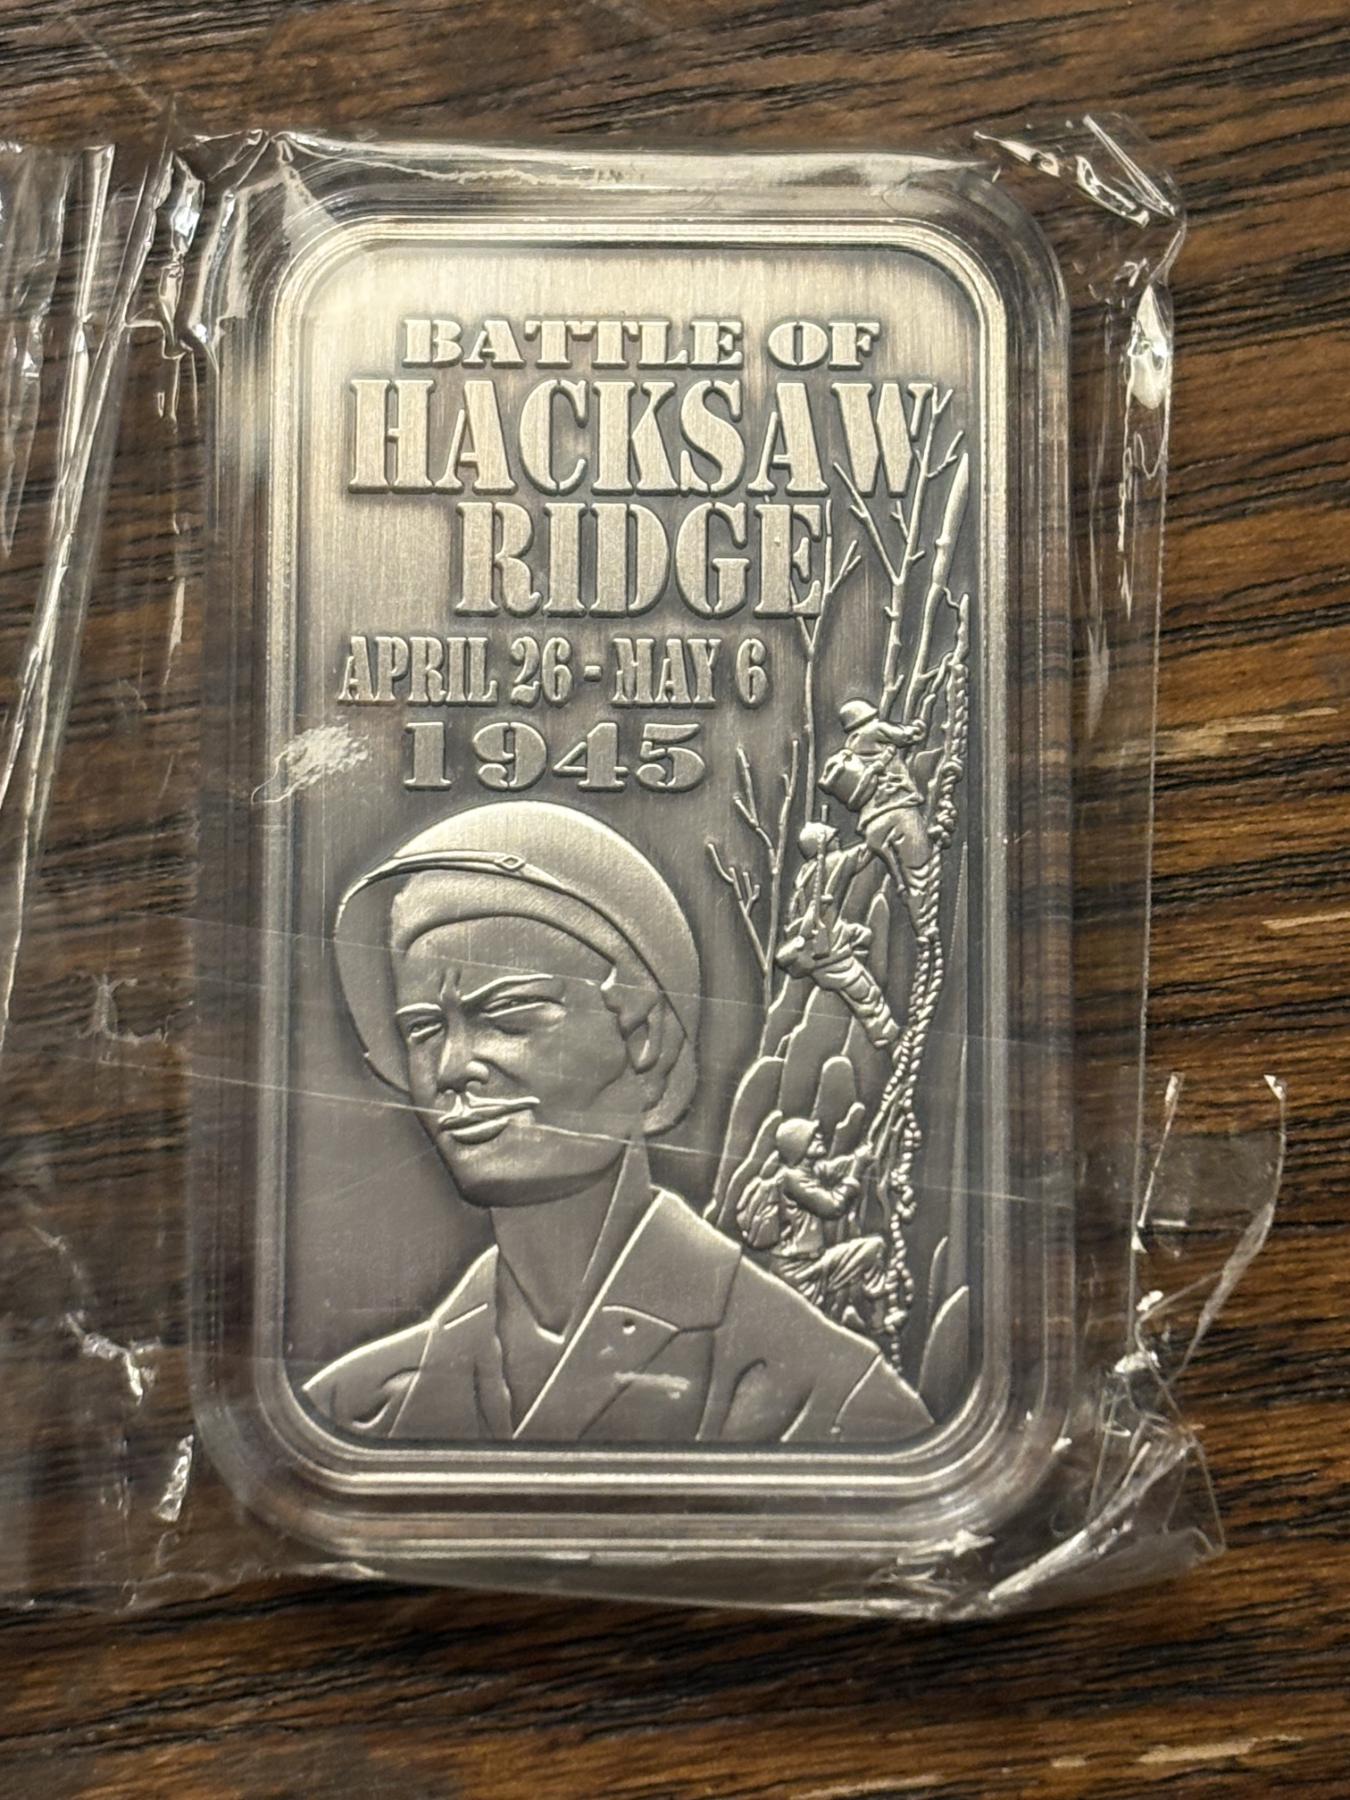 BATTLE OF
HACKSAW
RIDGE
APRIL 26 - MAY 6
1945